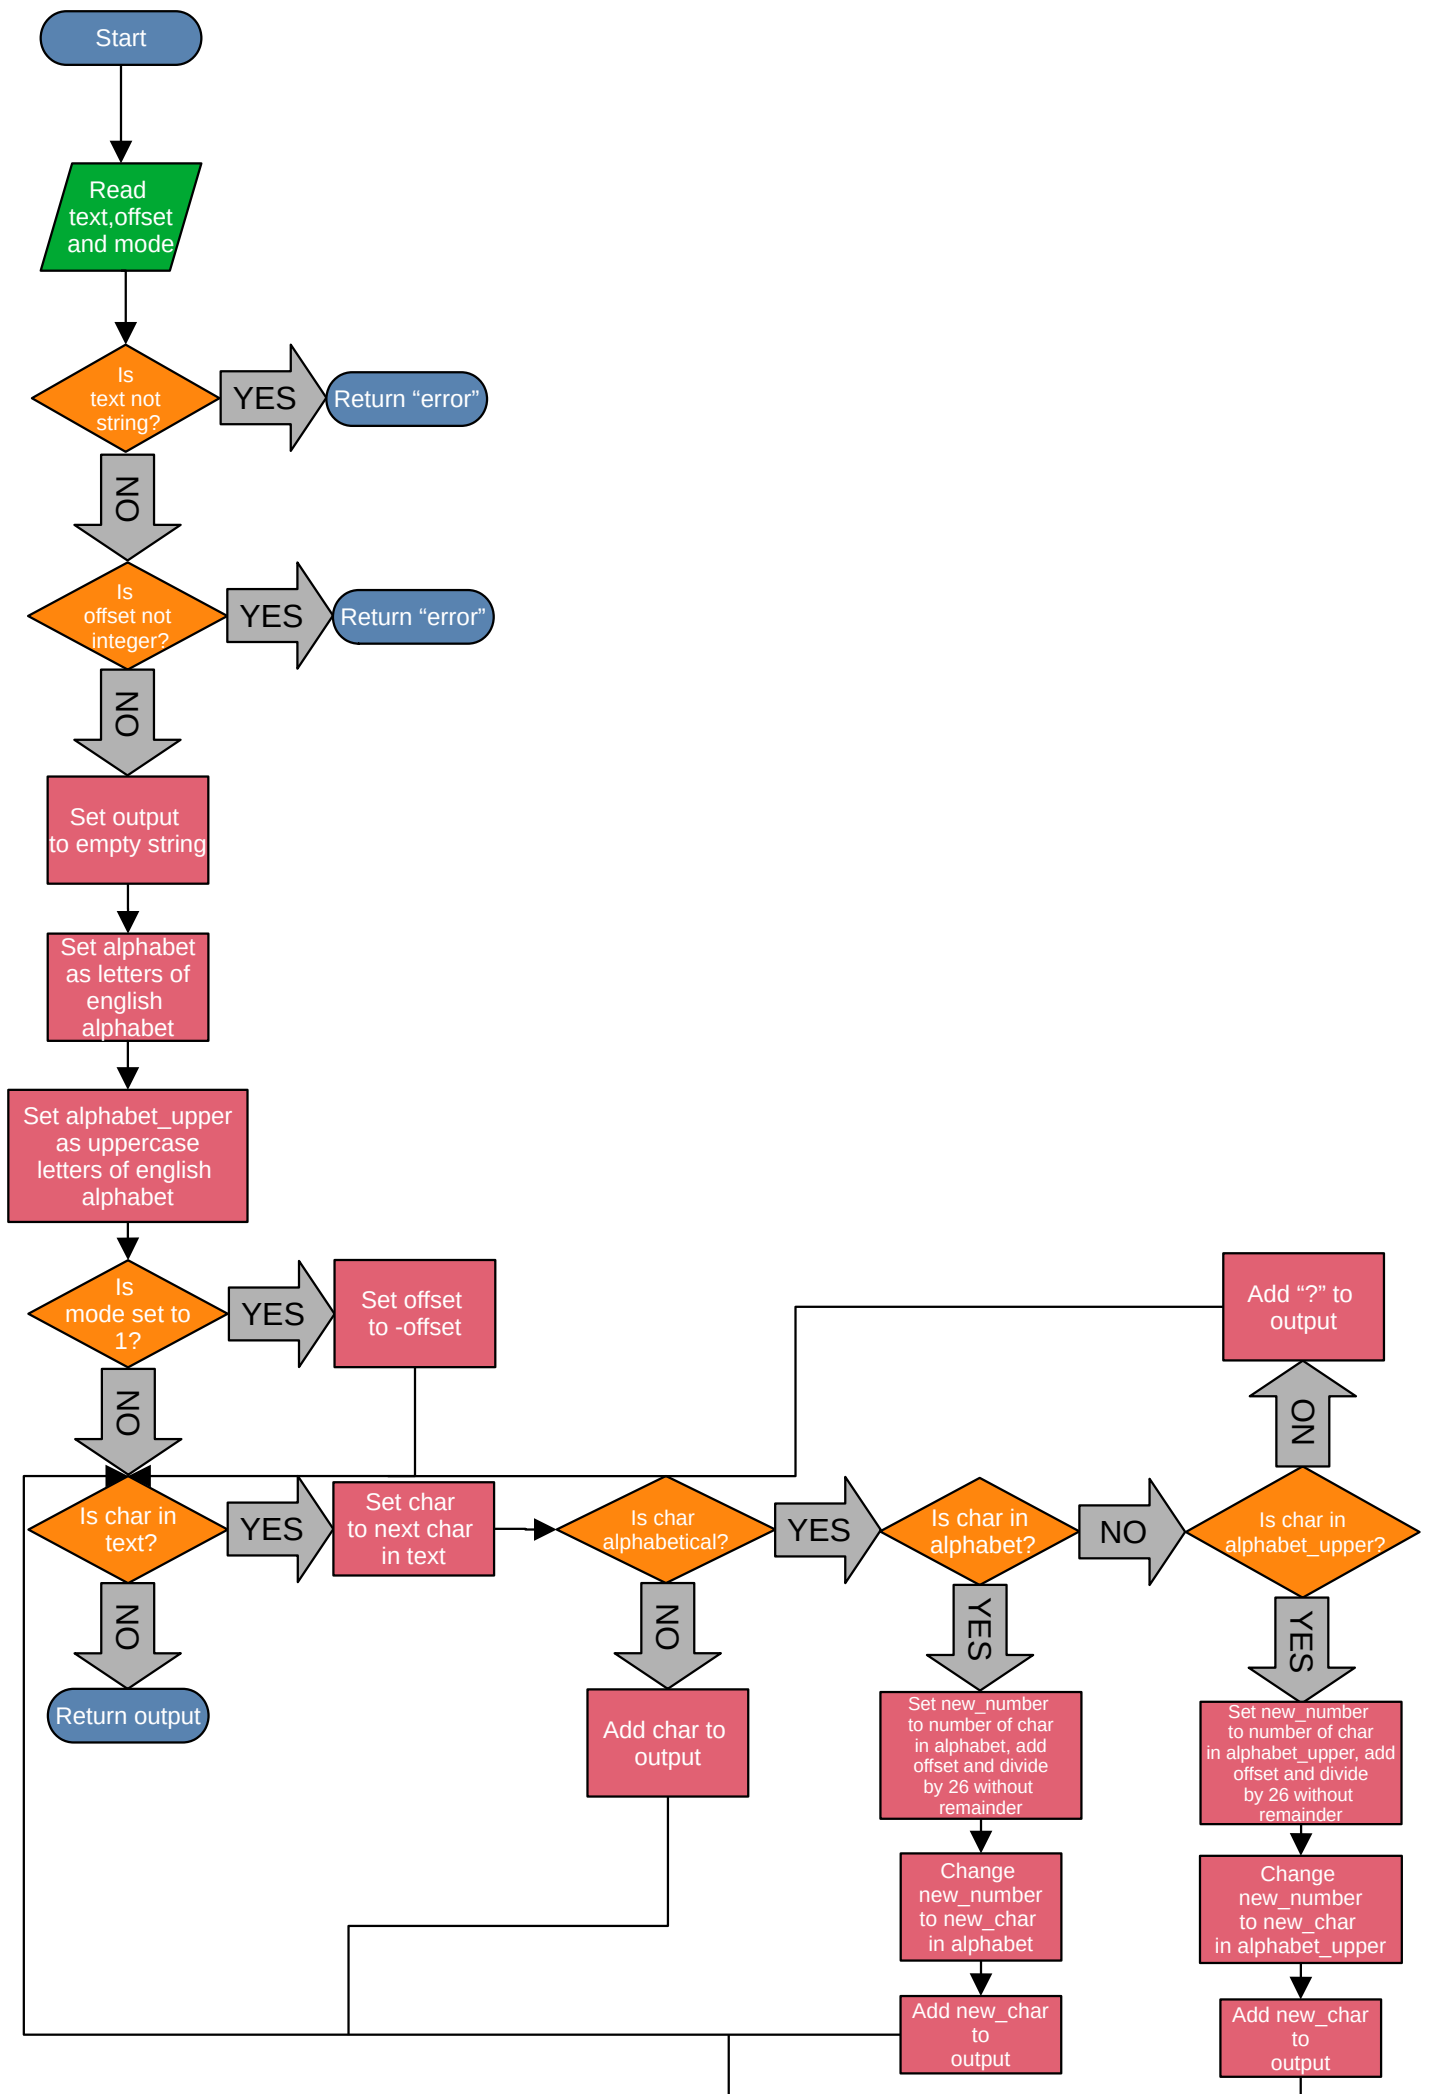 Start
Read
text,offset
and mode
Is
text not
string?
YES
Return “error”
NO
Is
offset not
integer?
YES
Return “error”
NO
Set output
to empty string
Set alphabet
as letters of
english
alphabet
Set alphabet_upper
as uppercase
letters of english
alphabet
Is
mode set to
1?
YES
Set offset
to -offset
NO
Is char in
text?
YES
Set char
to next char
in text
Is char
alphabetical?
YES
Is char in
alphabet?
NO
Is char in
alphabet_upper?
NO
Add “?” to
output
NO
Return output
NO
Add char to
output
YES
Set new_number
to number of char
in alphabet, add
offset and divide
by 26 without
remainder
Change
new_number
to new_char
in alphabet
Add new_char
to
output
YES
Set new_number
to number of char
in alphabet_upper, add
offset and divide
by 26 without
remainder
Change
new_number
to new_char
in alphabet_upper
Add new_char
to
output